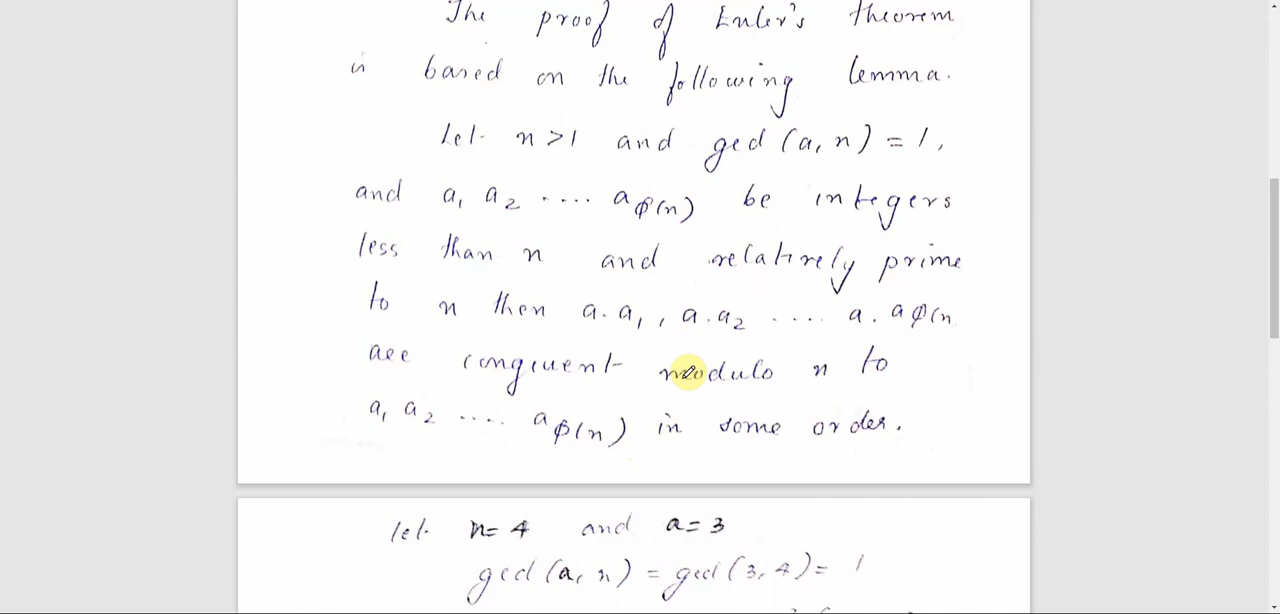 The proof of Euler's theorem
is based on the following lemma.
Let n > 1 and gcd (a, n) = 1,
and a₁ a₂ .... aφ(n) be integers
less than n and relatively prime
to n then a.a₁, a.a₂ .... a.aφ(n
are congruent modulo n to
a₁ a₂ .... aφ(n) in some order.
let n= 4 and a= 3
gcd (a, n) = gcd (3, 4) = 1